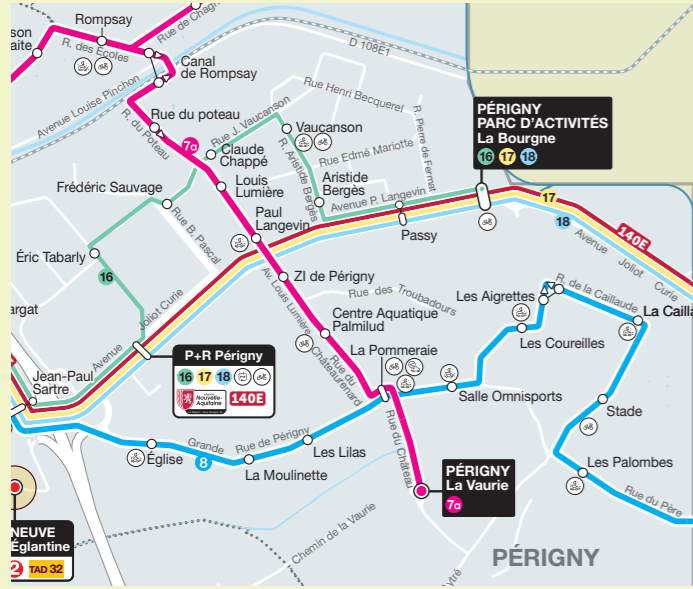 Rompsay
Rue de Chagn
son
aite
R. des Ecoles
Canal
de Rompsay
D 108E1
Avenue Louise Pinchon
Rue Henri Becquerel
R. Pierre de Fermat
PÉRIGNY
PARC D'ACTIVITÉS
La Bourgne
16 17 18
Rue du poteau
R. du Poteau
7a
Rue J. Vaucanson
Vaucanson
Claude
Chappé
Rue Edmé Mariotte
R. Aristide
Bergès
Frédéric Sauvage
Louis
Lumière
Aristide
Bergès
Avenue P. Langevin
17
18
140E
Rue B. Pascal
Paul
Langevin
Passy
Avenue Joliot Curie
Éric Tabarly
16
ZI de Périgny
R. de la Caillaude
Les Aigrettes
Rue des Troubadours
Av. Louis Lumière
argat
Avenue Joliot Curie
Centre Aquatique
Palmilud
La Cailla
Les Coureilles
P+R Périgny
16 17 18
Nouvelle-
Aquitaine
140E
La Pommeraie
Rue du
Châteaurenard
Jean-Paul
Sartre
Salle Omnisports
Stade
Grande Rue de Périgny
Église
8
La Moulinette
Les Lilas
Rue du Château
PÉRIGNY
La Vaurie
7a
Les Palombes
Rue du Père
NEUVE
Églantine
2 TAD 32
Chemin de la Vaurie
ytré
PÉRIGNY